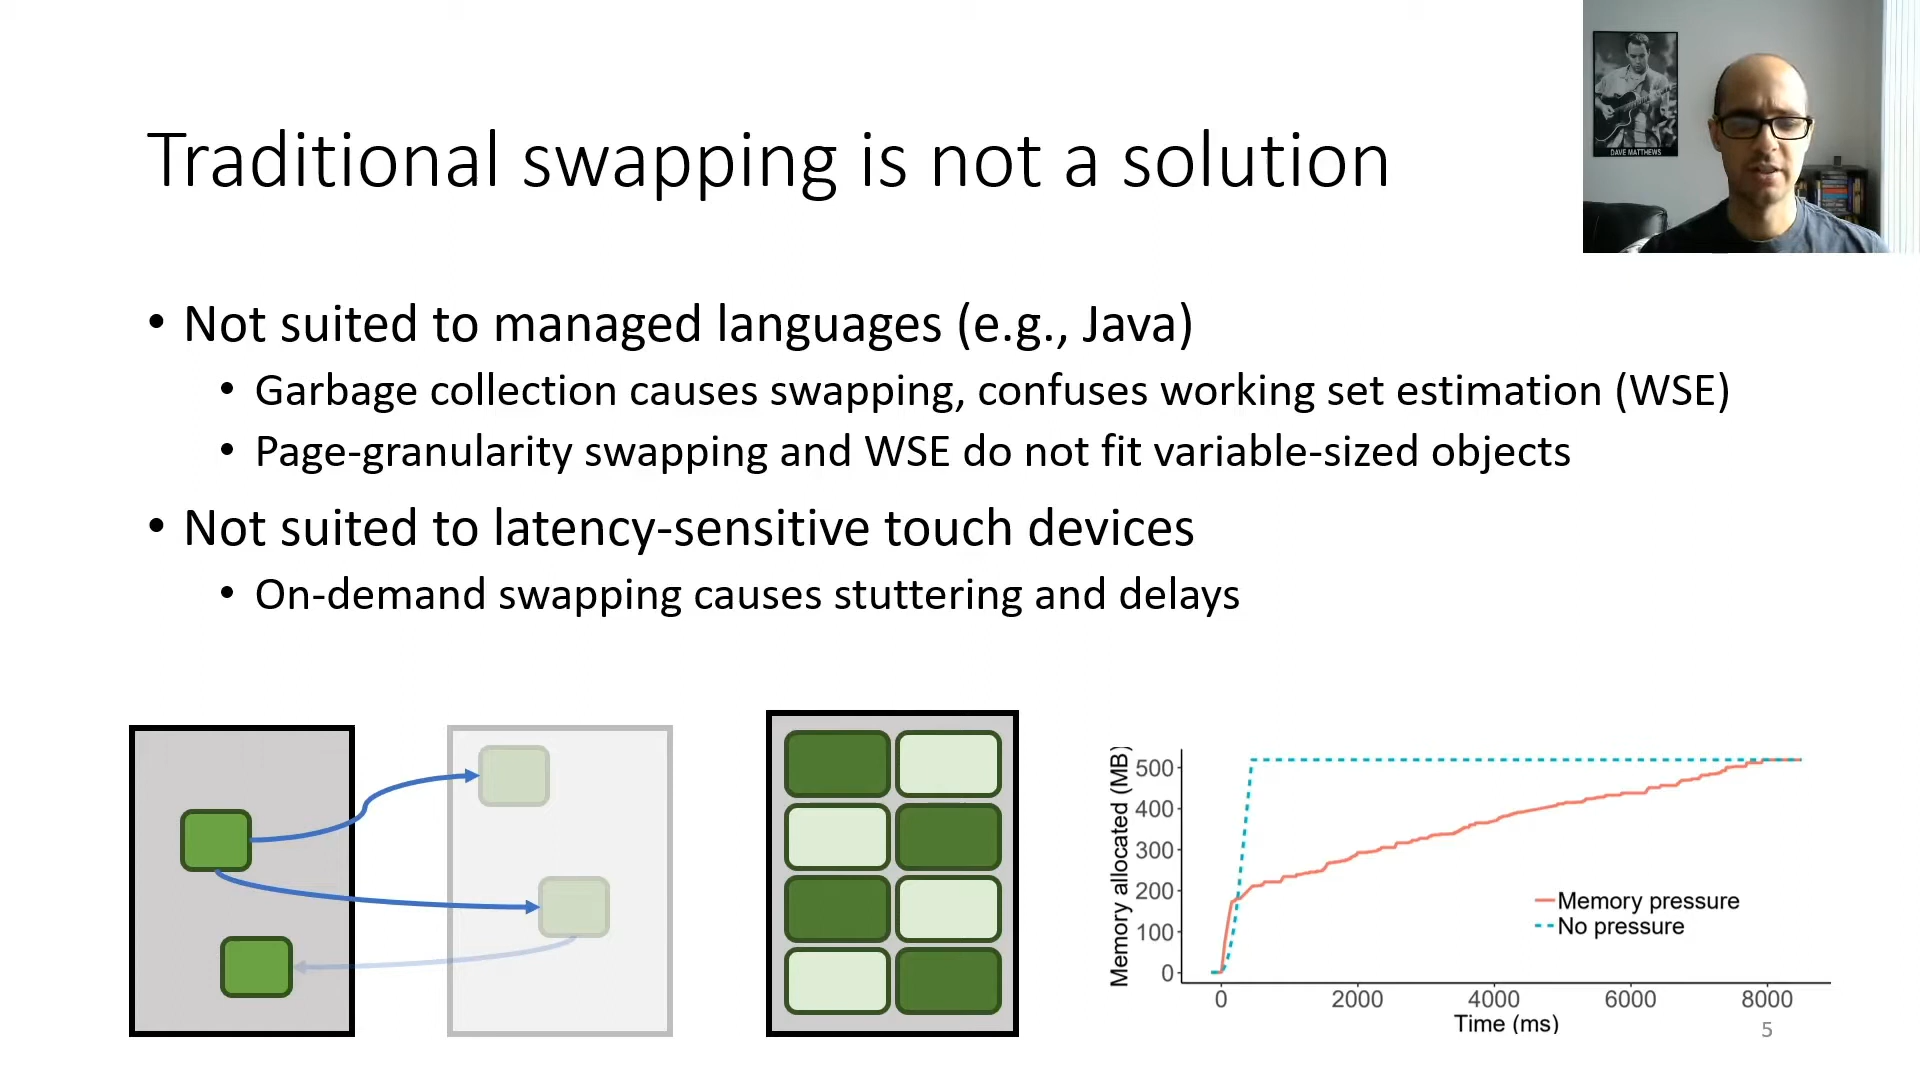 DAVE MATTHEWS
Traditional swapping is not a solution
• Not suited to managed languages (e.g., Java)
• Garbage collection causes swapping, confuses working set estimation (WSE)
• Page-granularity swapping and WSE do not fit variable-sized objects
• Not suited to latency-sensitive touch devices
• On-demand swapping causes stuttering and delays
Memory allocated (MB)
500
400
300
200
100
0
Memory pressure
No pressure
0 2000 4000 6000 8000
Time (ms)
5